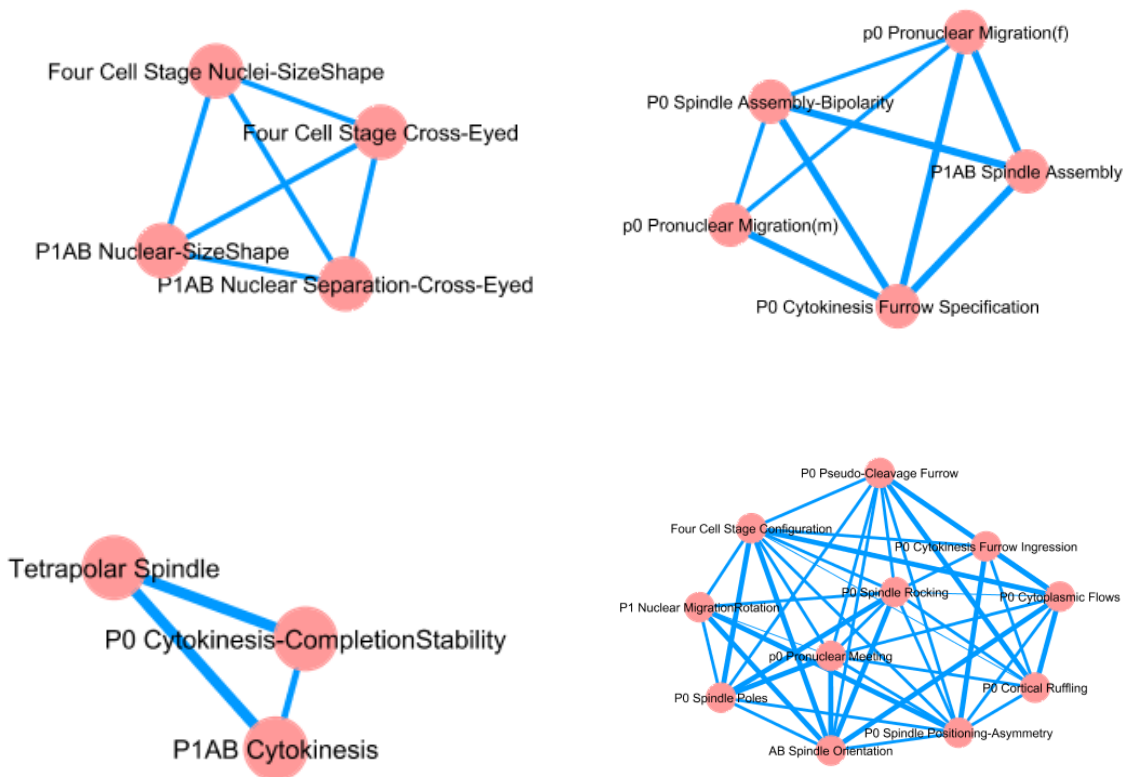 Four Cell Stage Nuclei-SizeShape
Four Cell Stage Cross-Eyed
P1AB Nuclear-SizeShape
P1AB Nuclear Separation-Cross-Eyed
p0 Pronuclear Migration(f)
P0 Spindle Assembly-Bipolarity
P1AB Spindle Assembly
p0 Pronuclear Migration(m)
P0 Cytokinesis Furrow Specification
Tetrapolar Spindle
P0 Cytokinesis-CompletionStability
P1AB Cytokinesis
P0 Pseudo-Cleavage Furrow
Four Cell Stage Configuration
P0 Cytokinesis Furrow Ingression
P0 Spindle Rocking
P0 Cytoplasmic Flows
P1 Nuclear MigrationRotation
p0 Pronuclear Meeting
P0 Cortical Ruffling
P0 Spindle Poles
P0 Spindle Positioning-Asymmetry
AB Spindle Orientation